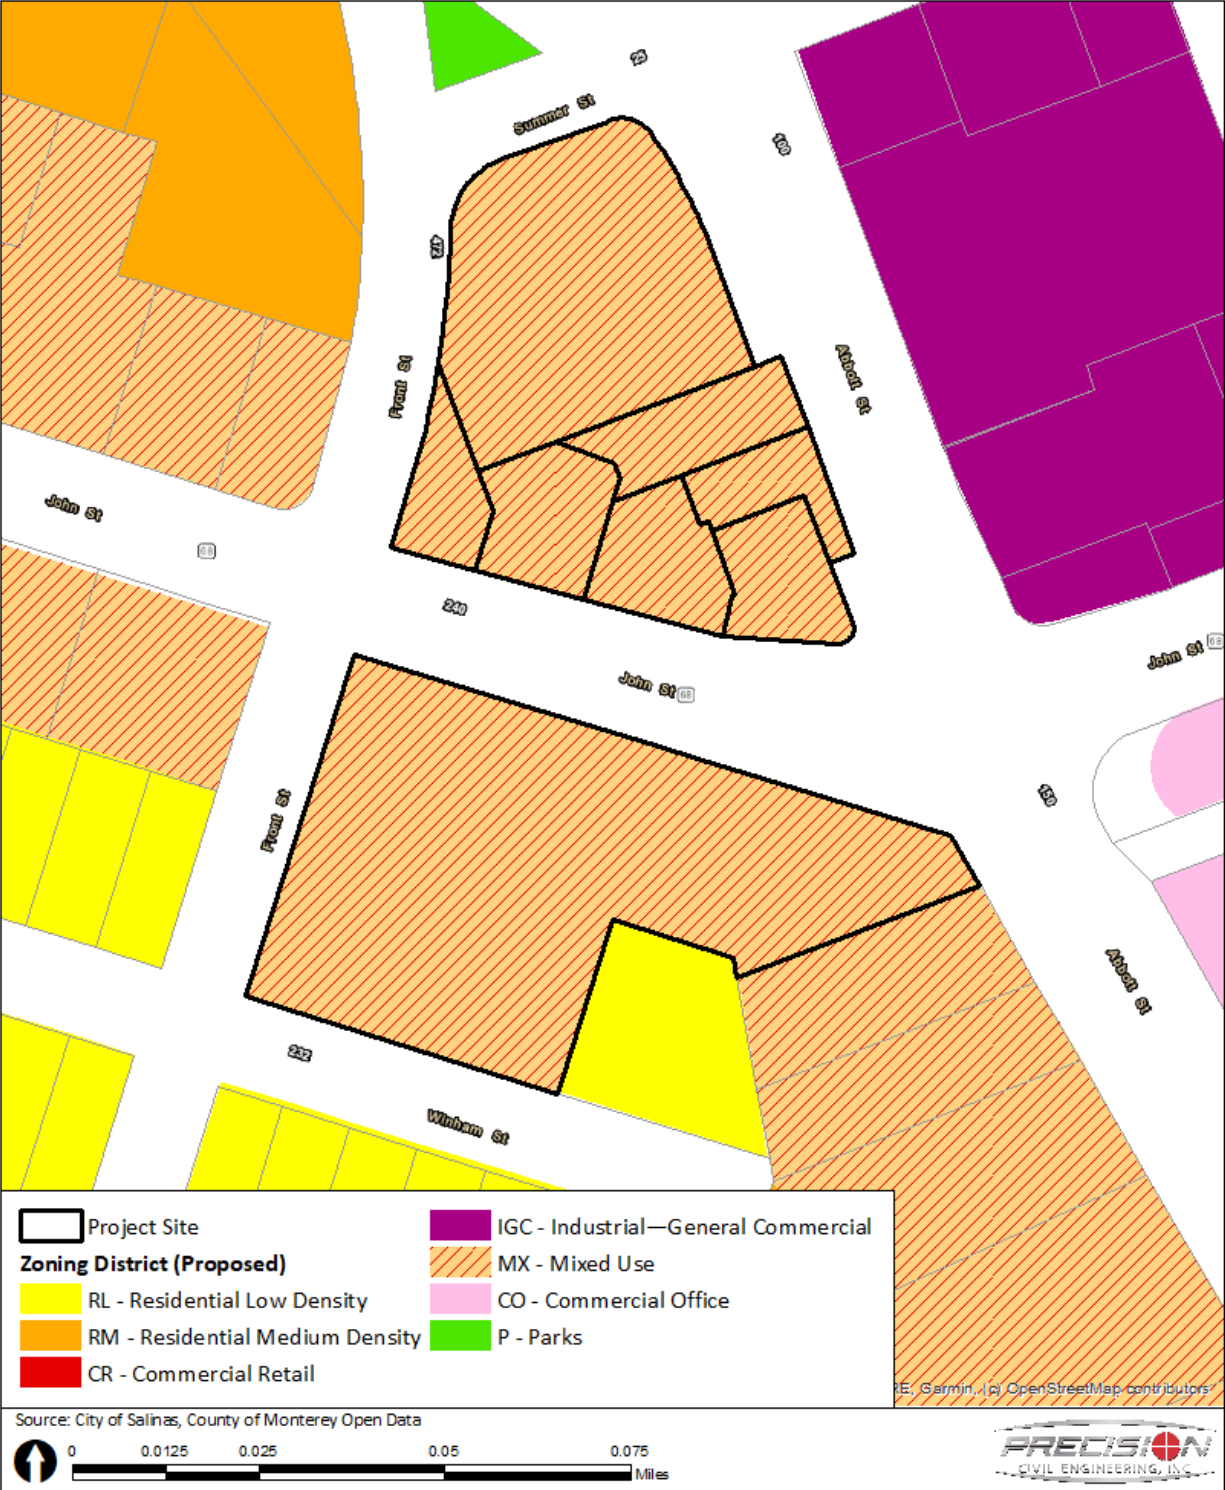 25
Summer St
100
472
Front St
Abbott St
John St
68
240
John St 68
John St 68
Front St
150
Abbott St
232
Winham St
Project Site
Zoning District (Proposed)
RL - Residential Low Density
RM - Residential Medium Density
CR - Commercial Retail
IGC - Industrial—General Commercial
MX - Mixed Use
CO - Commercial Office
P - Parks
RE, Garmin, (c) OpenStreetMap contributors
Source: City of Salinas, County of Monterey Open Data
0 0.0125 0.025 0.05 0.075
Miles
PRECISION
CIVIL ENGINEERING, INC.